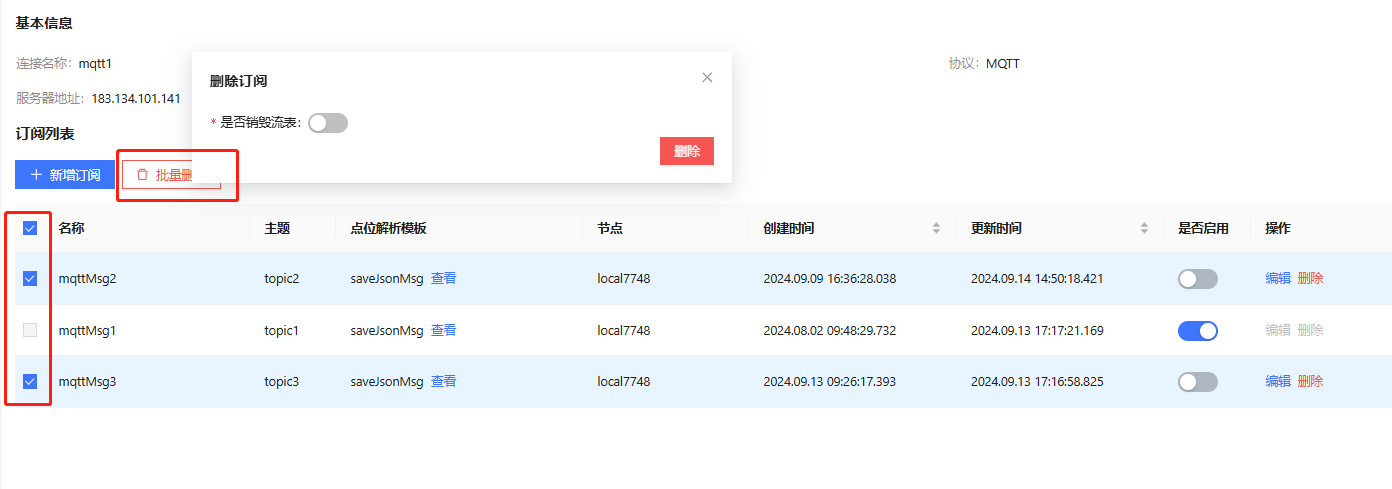 基本信息
连接名称：mqtt1
协议：MQTT
服务器地址：183.134.101.141
删除订阅
* 是否销毁流表：
删除
订阅列表
新增订阅
批量删
名称 主题 点位解析模板 节点 创建时间 更新时间 是否启用 操作
mqttMsg2 topic2 saveJsonMsg 查看 local7748 2024.09.09 16:36:28.038 2024.09.14 14:50:18.421 编辑 删除
mqttMsg1 topic1 saveJsonMsg 查看 local7748 2024.08.02 09:48:29.732 2024.09.13 17:17:21.169 编辑 删除
mqttMsg3 topic3 saveJsonMsg 查看 local7748 2024.09.13 09:26:17.393 2024.09.13 17:16:58.825 编辑 删除